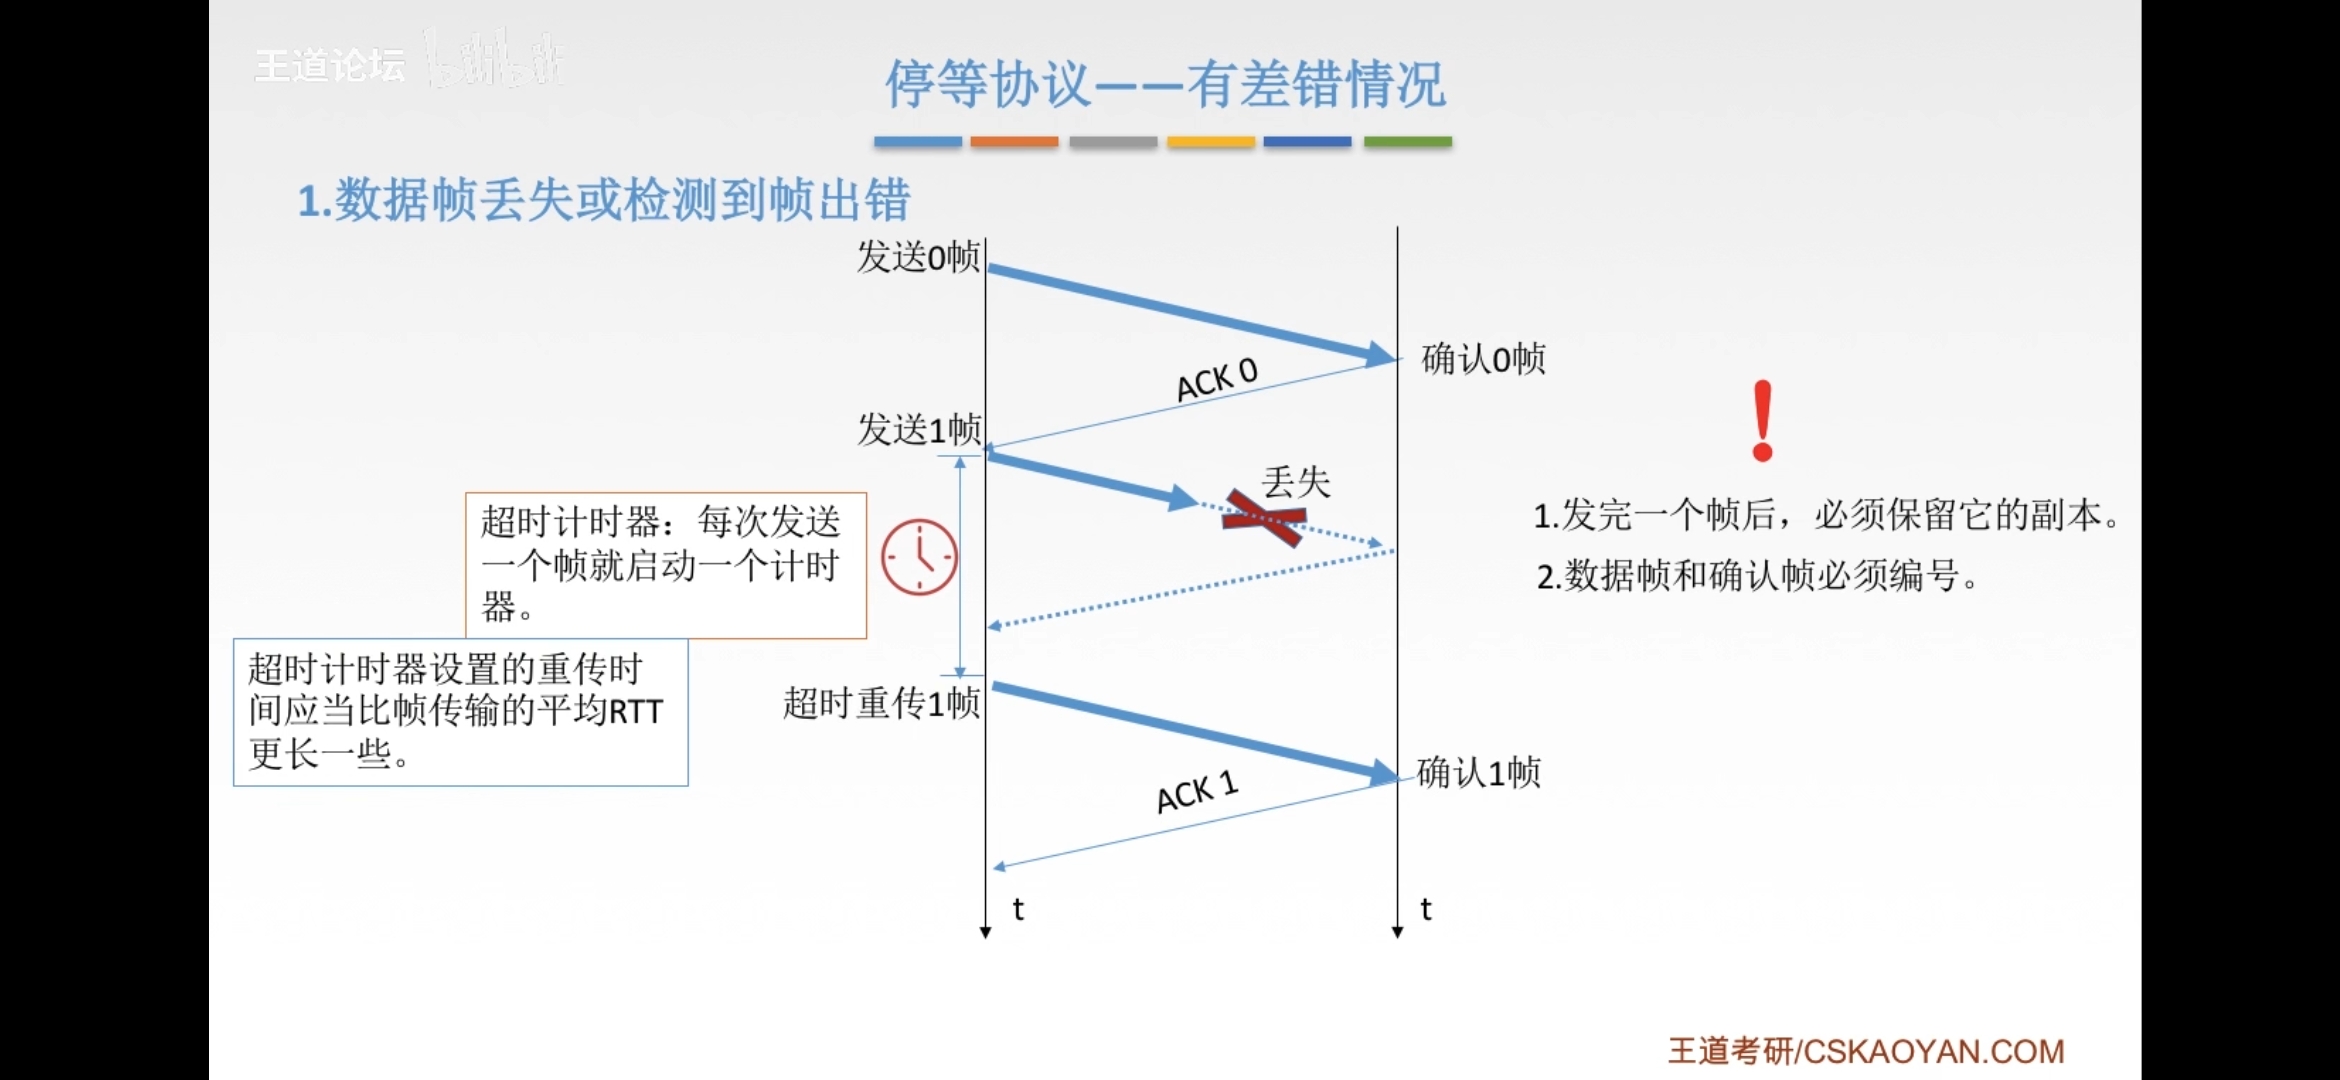 王道论坛 bilibili
停等协议——有差错情况
1.数据帧丢失或检测到帧出错
发送0帧
确认0帧
ACK 0
发送1帧
丢失
超时计时器：每次发送
一个帧就启动一个计时
器。
1.发完一个帧后，必须保留它的副本。
2.数据帧和确认帧必须编号。
超时计时器设置的重传时
间应当比帧传输的平均RTT
更长一些。
超时重传1帧
确认1帧
ACK 1
t
t
王道考研/CSKAOYAN.COM